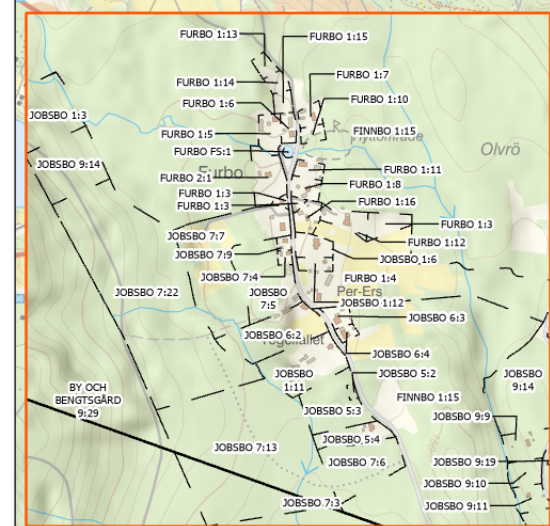 FURBO 1:13
FURBO 1:15
FURBO 1:14
FURBO 1:7
FURBO 1:6
FURBO 1:10
JOBSBO 1:3
FURBO 1:5
FINNBO 1:15
Hyttområde
FURBO FS:1
Olvrö
JOBSBO 9:14
Furbo
FURBO 2:1
FURBO 1:11
FURBO 1:8
FURBO 1:3
FURBO 1:3
FURBO 1:16
FURBO 1:3
JOBSBO 7:7
FURBO 1:12
JOBSBO 7:9
JOBSBO 1:6
JOBSBO 7:4
FURBO 1:4
JOBSBO 7:22
JOBSBO
7:5
Per-Ers
JOBSBO 1:12
JOBSBO 6:3
JOBSBO 6:2
JOBSBO 6:4
JOBSBO 5:2
JOBSBO
1:11
JOBSBO
9:14
BY OCH
BENGTSGÅRD
9:29
FINNBO 1:15
JOBSBO 5:3
JOBSBO 9:9
JOBSBO 5:4
JOBSBO 7:13
JOBSBO 7:6
JOBSBO 9:19
JOBSBO 9:10
JOBSBO 7:3
JOBSBO 9:11